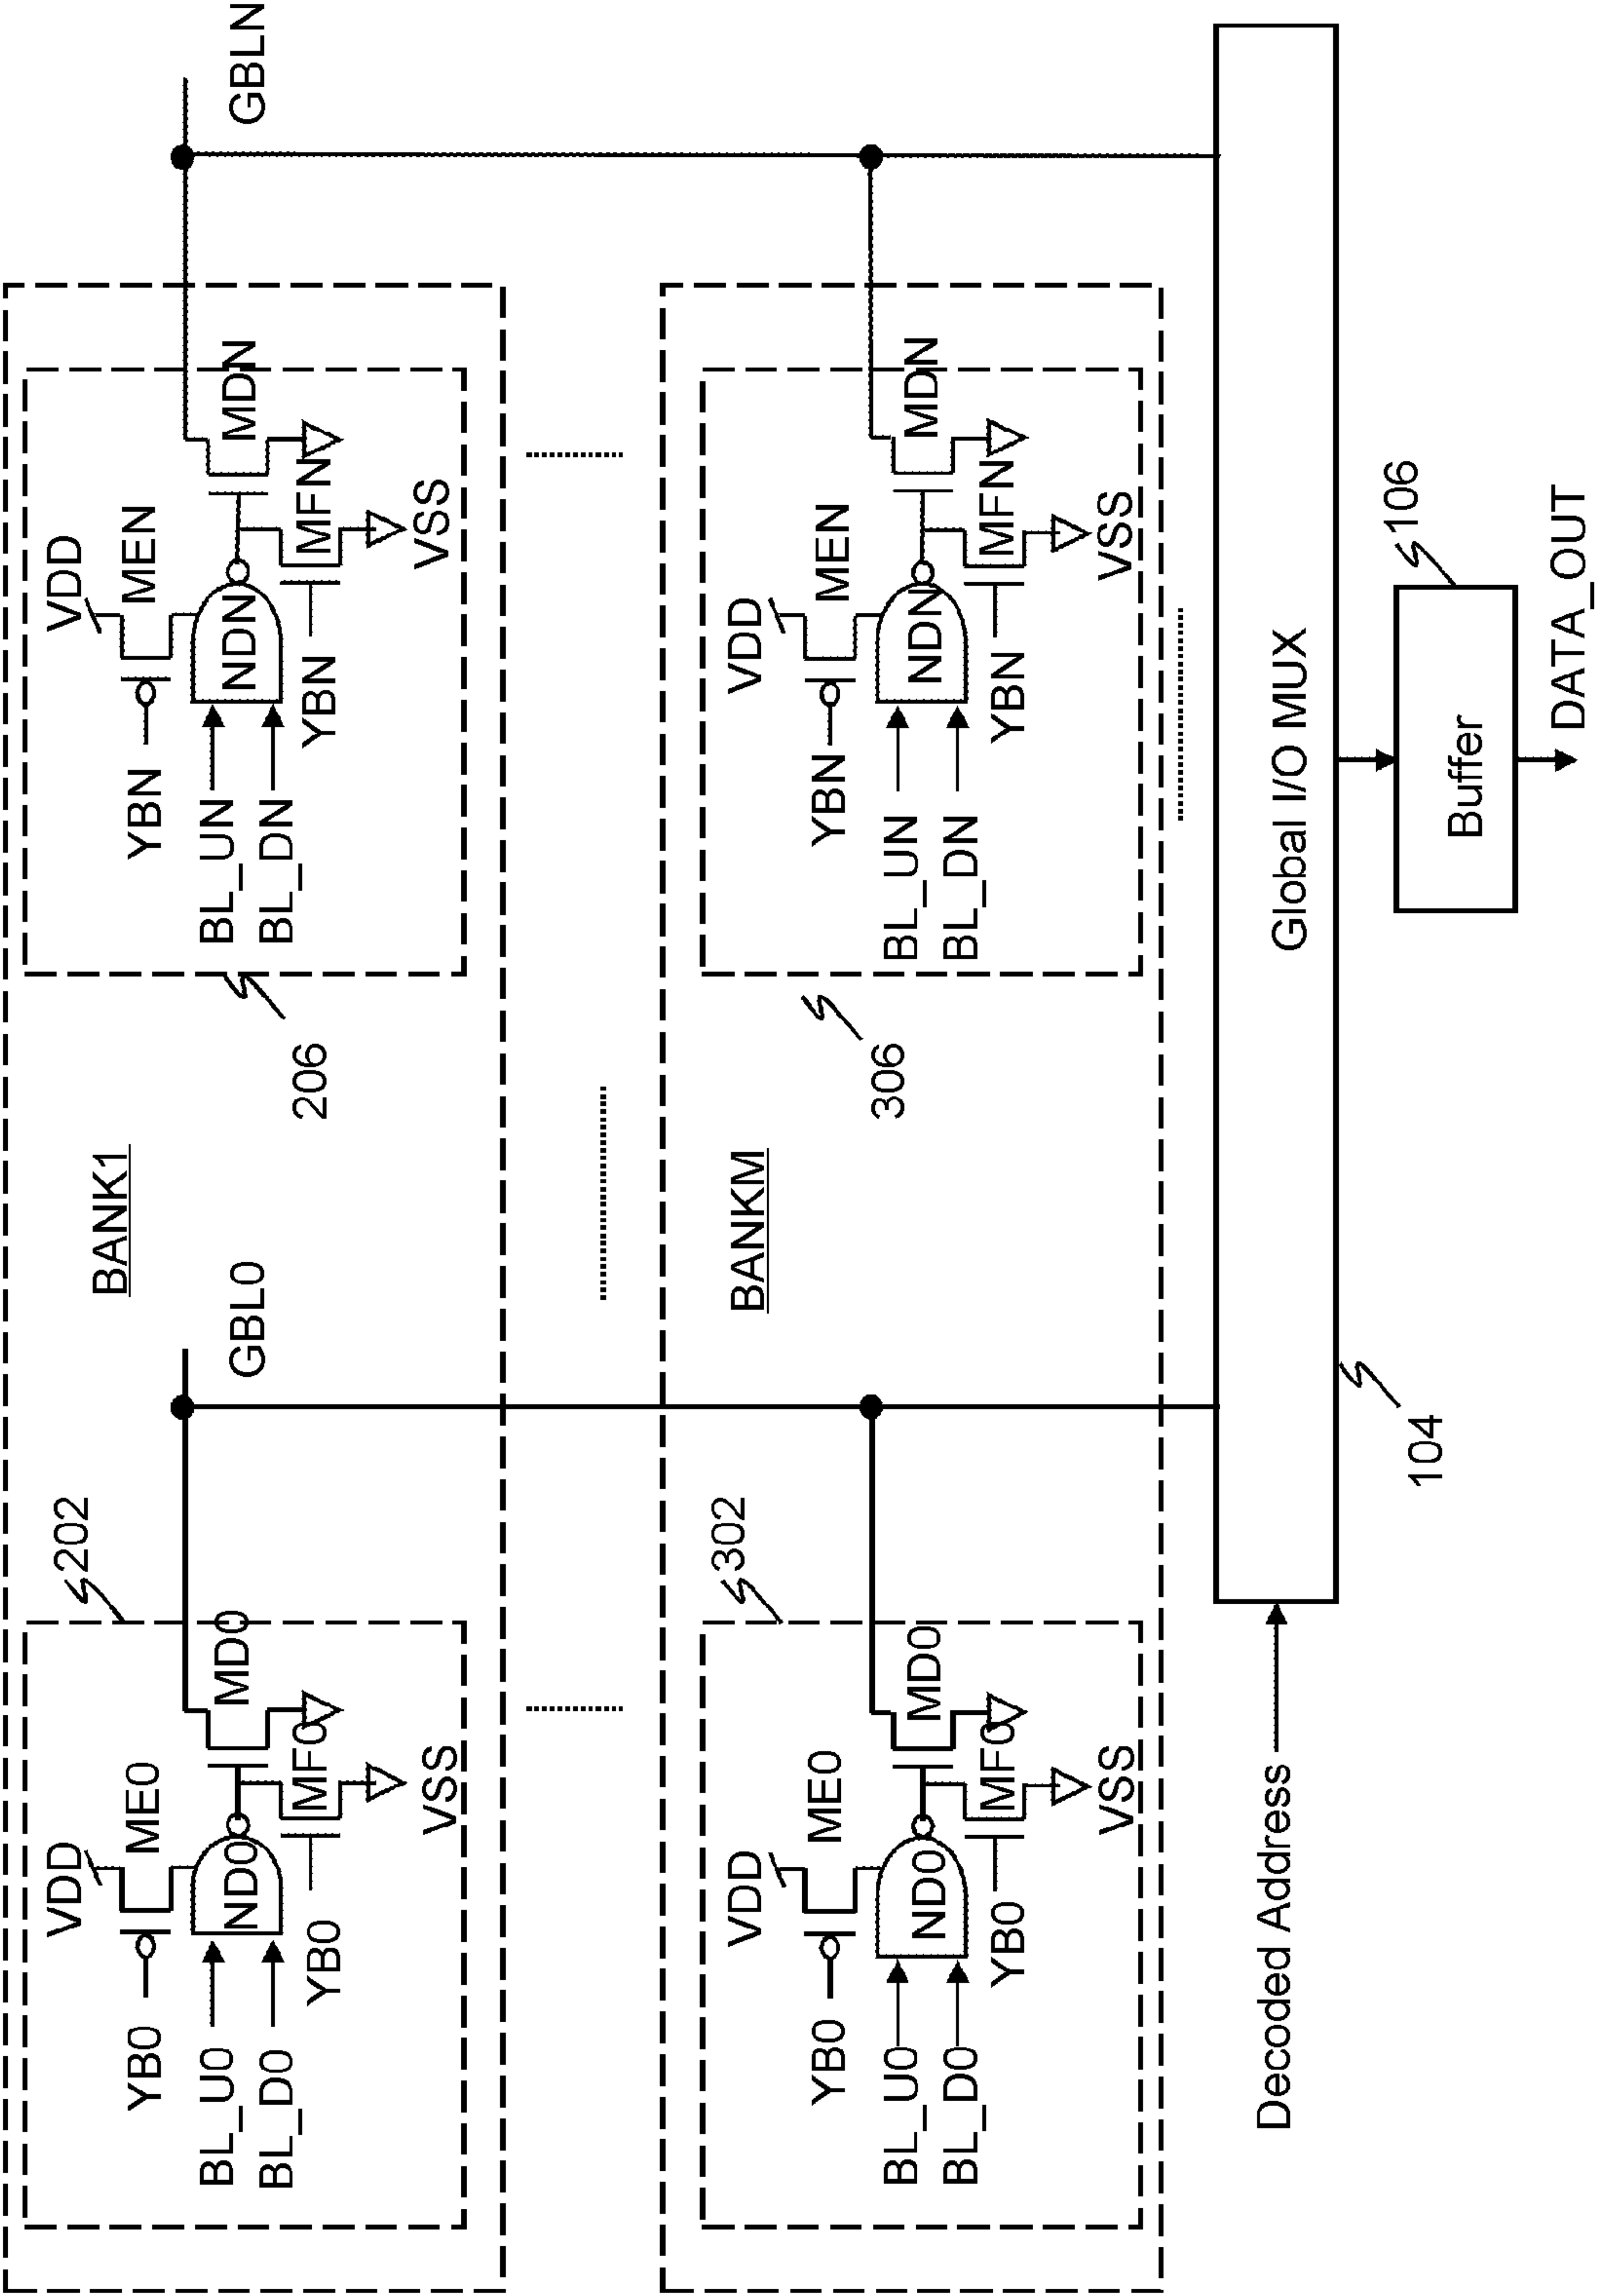 BANK1
202
VDD
ME0
YB0
BL_U0
BL_D0
ND0
MD0
MF0
YB0
VSS
GBL0
206
VDD
MEN
YBN
BL_UN
BL_DN
NDN
MDN
MFN
YBN
VSS
GBLN
BANKM
302
VDD
ME0
YB0
BL_U0
BL_D0
ND0
MD0
MF0
YB0
VSS
306
VDD
MEN
YBN
BL_UN
BL_DN
NDN
MDN
MFN
YBN
VSS
Decoded Address
Global I/O MUX
104
Buffer
106
DATA_OUT